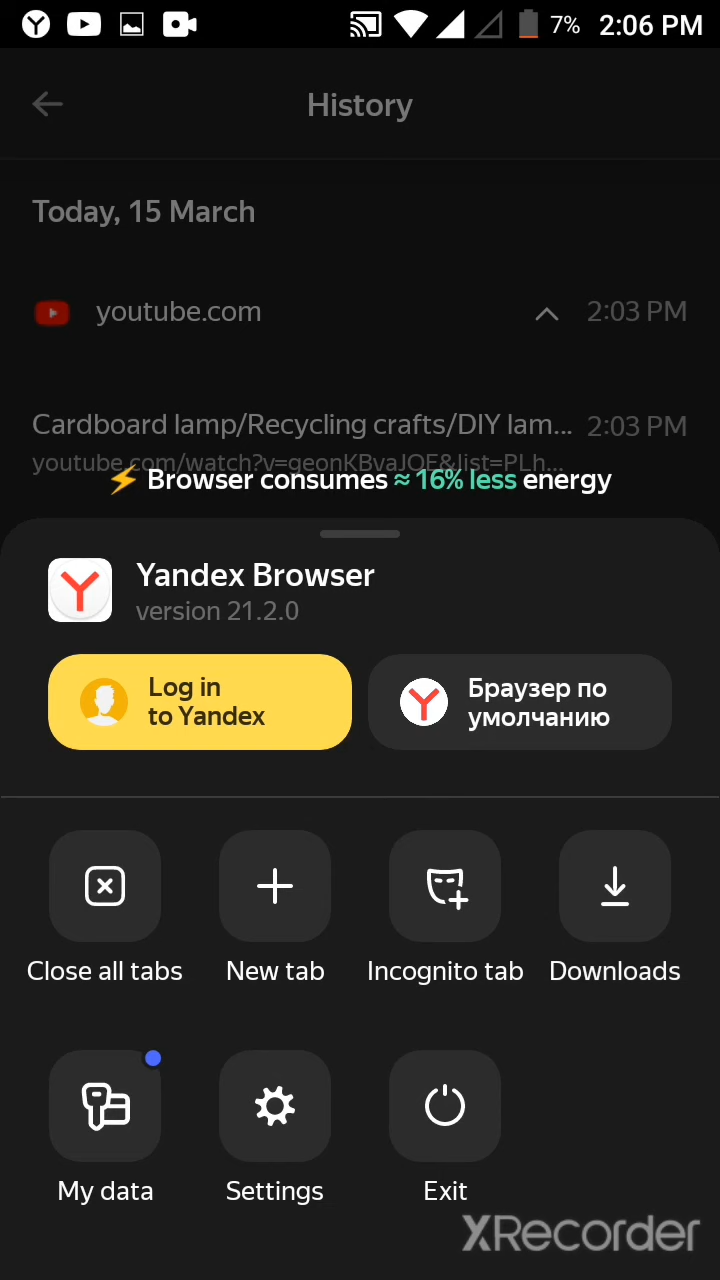 7% 2:06 PM
History
Today, 15 March
youtube.com 2:03 PM
Cardboard lamp/Recycling crafts/DIY lam... 2:03 PM
youtube.com/watch?v=geonKBvaJOE&list=PLh...
Browser consumes ≈ 16% less energy
Yandex Browser
version 21.2.0
Log in
to Yandex
Браузер по
умолчанию
Close all tabs New tab Incognito tab Downloads
My data Settings Exit
XRecorder